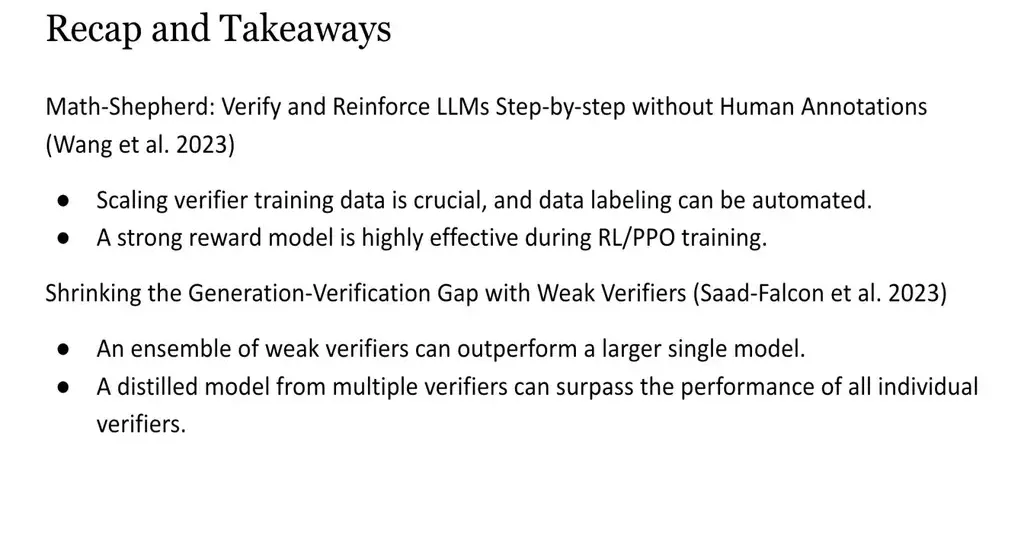 Recap and Takeaways
Math-Shepherd: Verify and Reinforce LLMs Step-by-step without Human Annotations
(Wang et al. 2023)
● Scaling verifier training data is crucial, and data labeling can be automated.
● A strong reward model is highly effective during RL/PPO training.
Shrinking the Generation-Verification Gap with Weak Verifiers (Saad-Falcon et al. 2023)
● An ensemble of weak verifiers can outperform a larger single model.
● A distilled model from multiple verifiers can surpass the performance of all individual
verifiers.